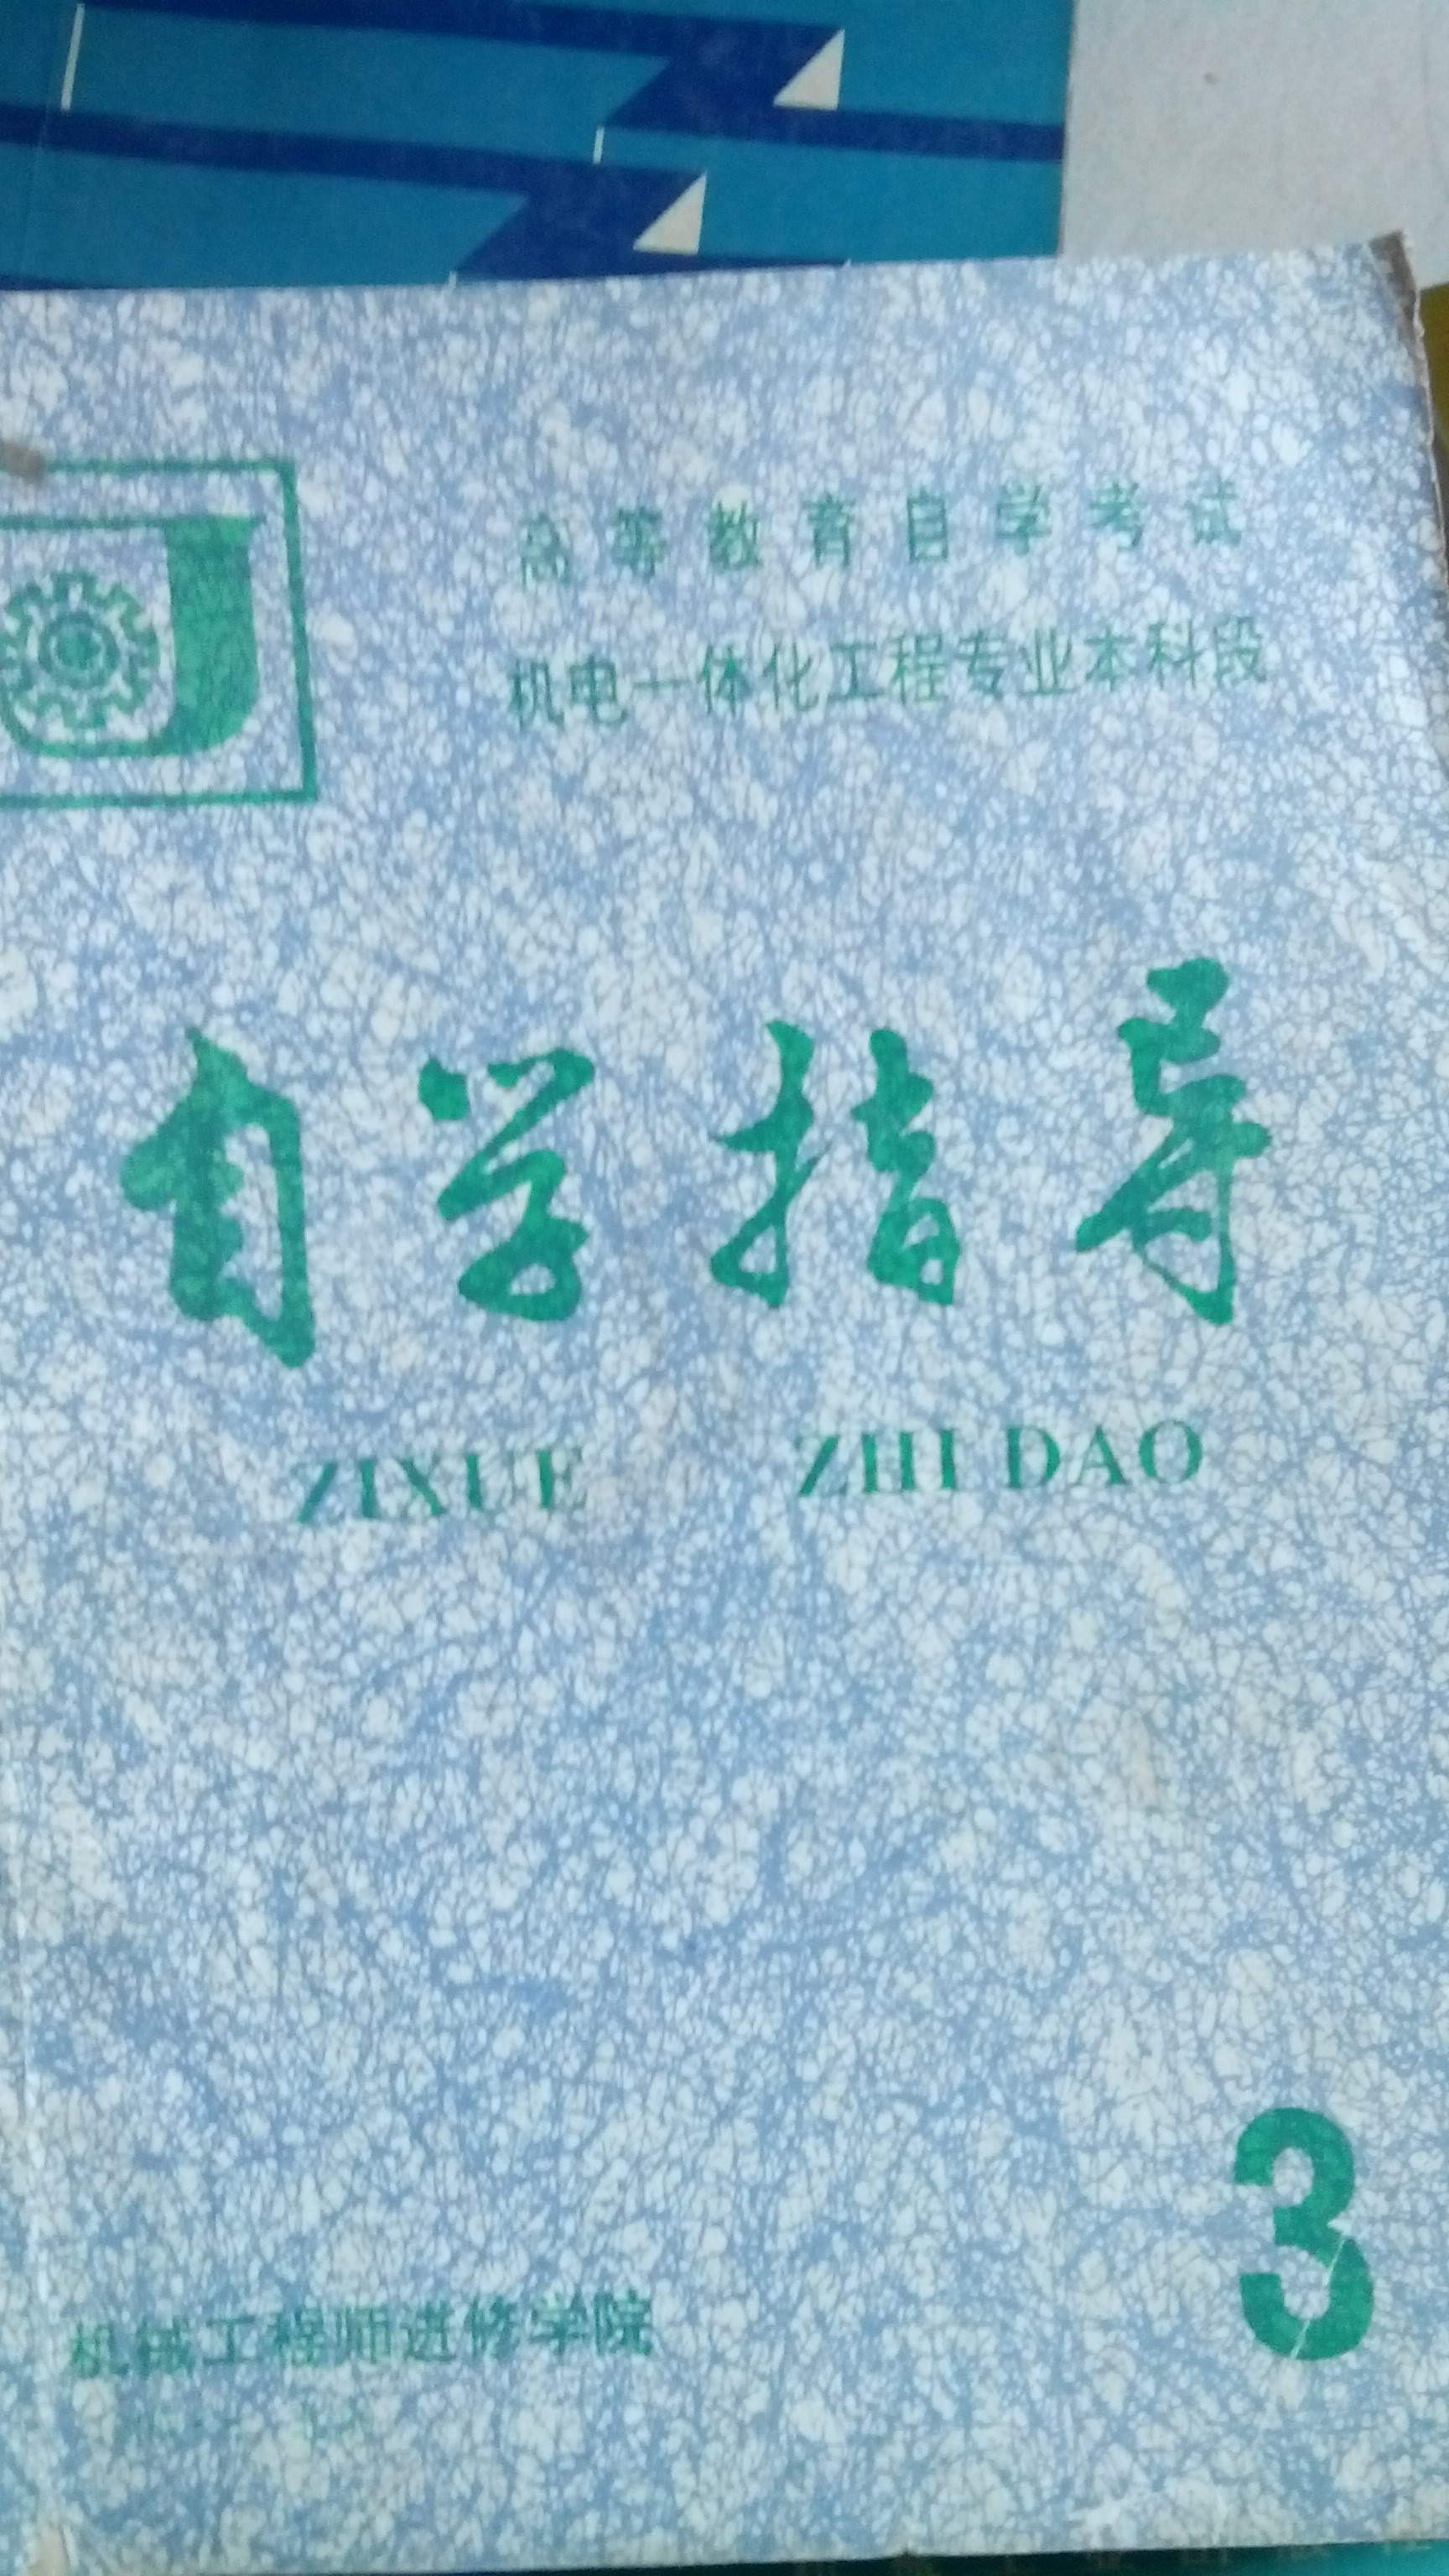 高等教育自学考试
机电一体化工程专业本科段
自学指导
ZIXUE ZHI DAO
3
机械工程师进修学院